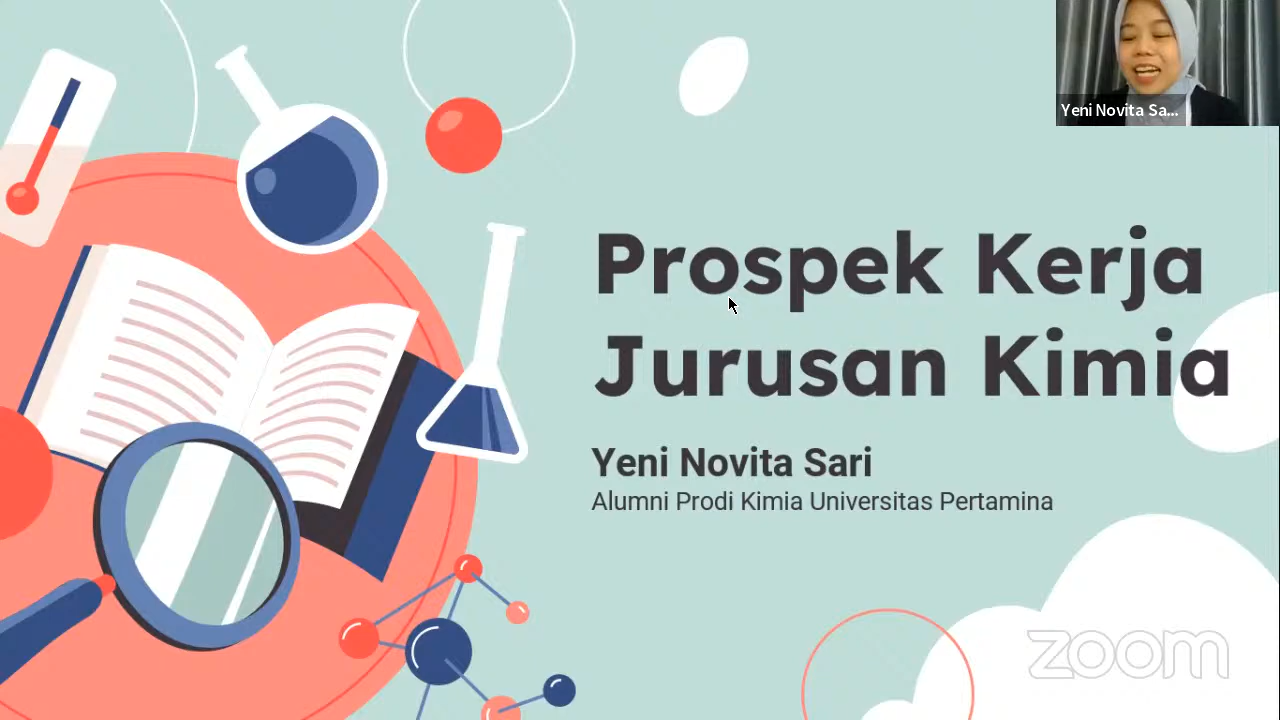 Yeni Novita Sa...
Prospek Kerja
Jurusan Kimia
Yeni Novita Sari
Alumni Prodi Kimia Universitas Pertamina
zoom